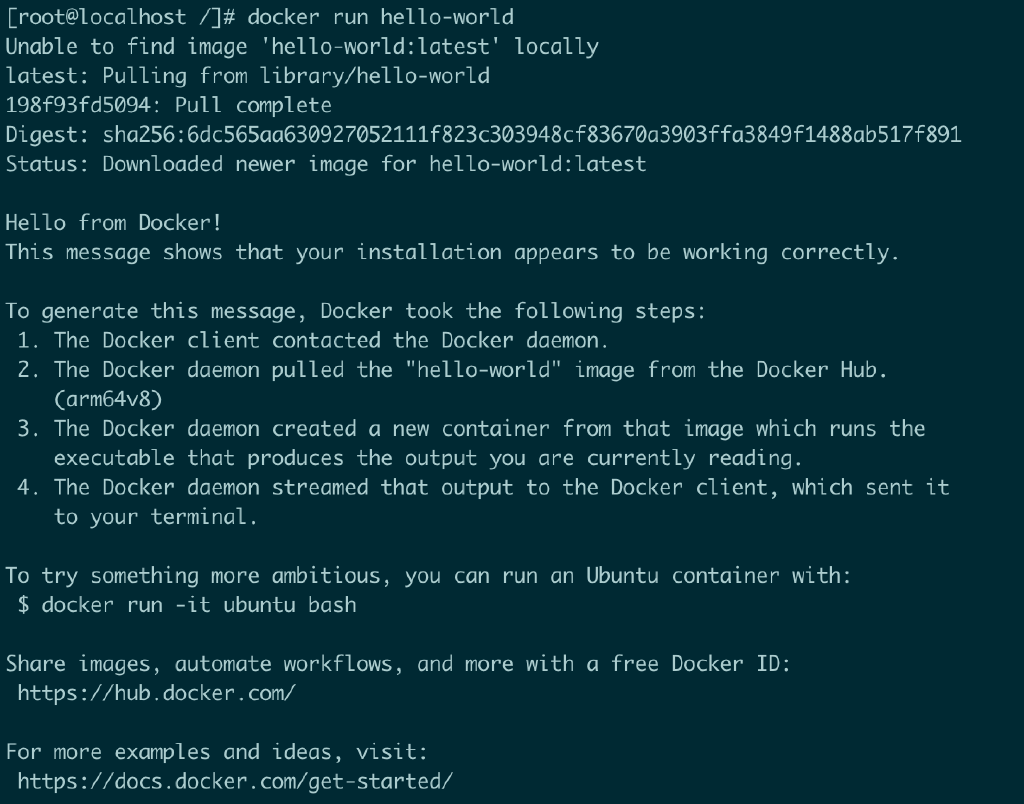 [root@localhost /]# docker run hello-world
Unable to find image 'hello-world:latest' locally
latest: Pulling from library/hello-world
198f93fd5094: Pull complete
Digest: sha256:6dc565aa630927052111f823c303948cf83670a3903ffa3849f1488ab517f891
Status: Downloaded newer image for hello-world:latest

Hello from Docker!
This message shows that your installation appears to be working correctly.

To generate this message, Docker took the following steps:
 1. The Docker client contacted the Docker daemon.
 2. The Docker daemon pulled the "hello-world" image from the Docker Hub.
    (arm64v8)
 3. The Docker daemon created a new container from that image which runs the
    executable that produces the output you are currently reading.
 4. The Docker daemon streamed that output to the Docker client, which sent it
    to your terminal.

To try something more ambitious, you can run an Ubuntu container with:
 $ docker run -it ubuntu bash

Share images, automate workflows, and more with a free Docker ID:
 https://hub.docker.com/

For more examples and ideas, visit:
 https://docs.docker.com/get-started/